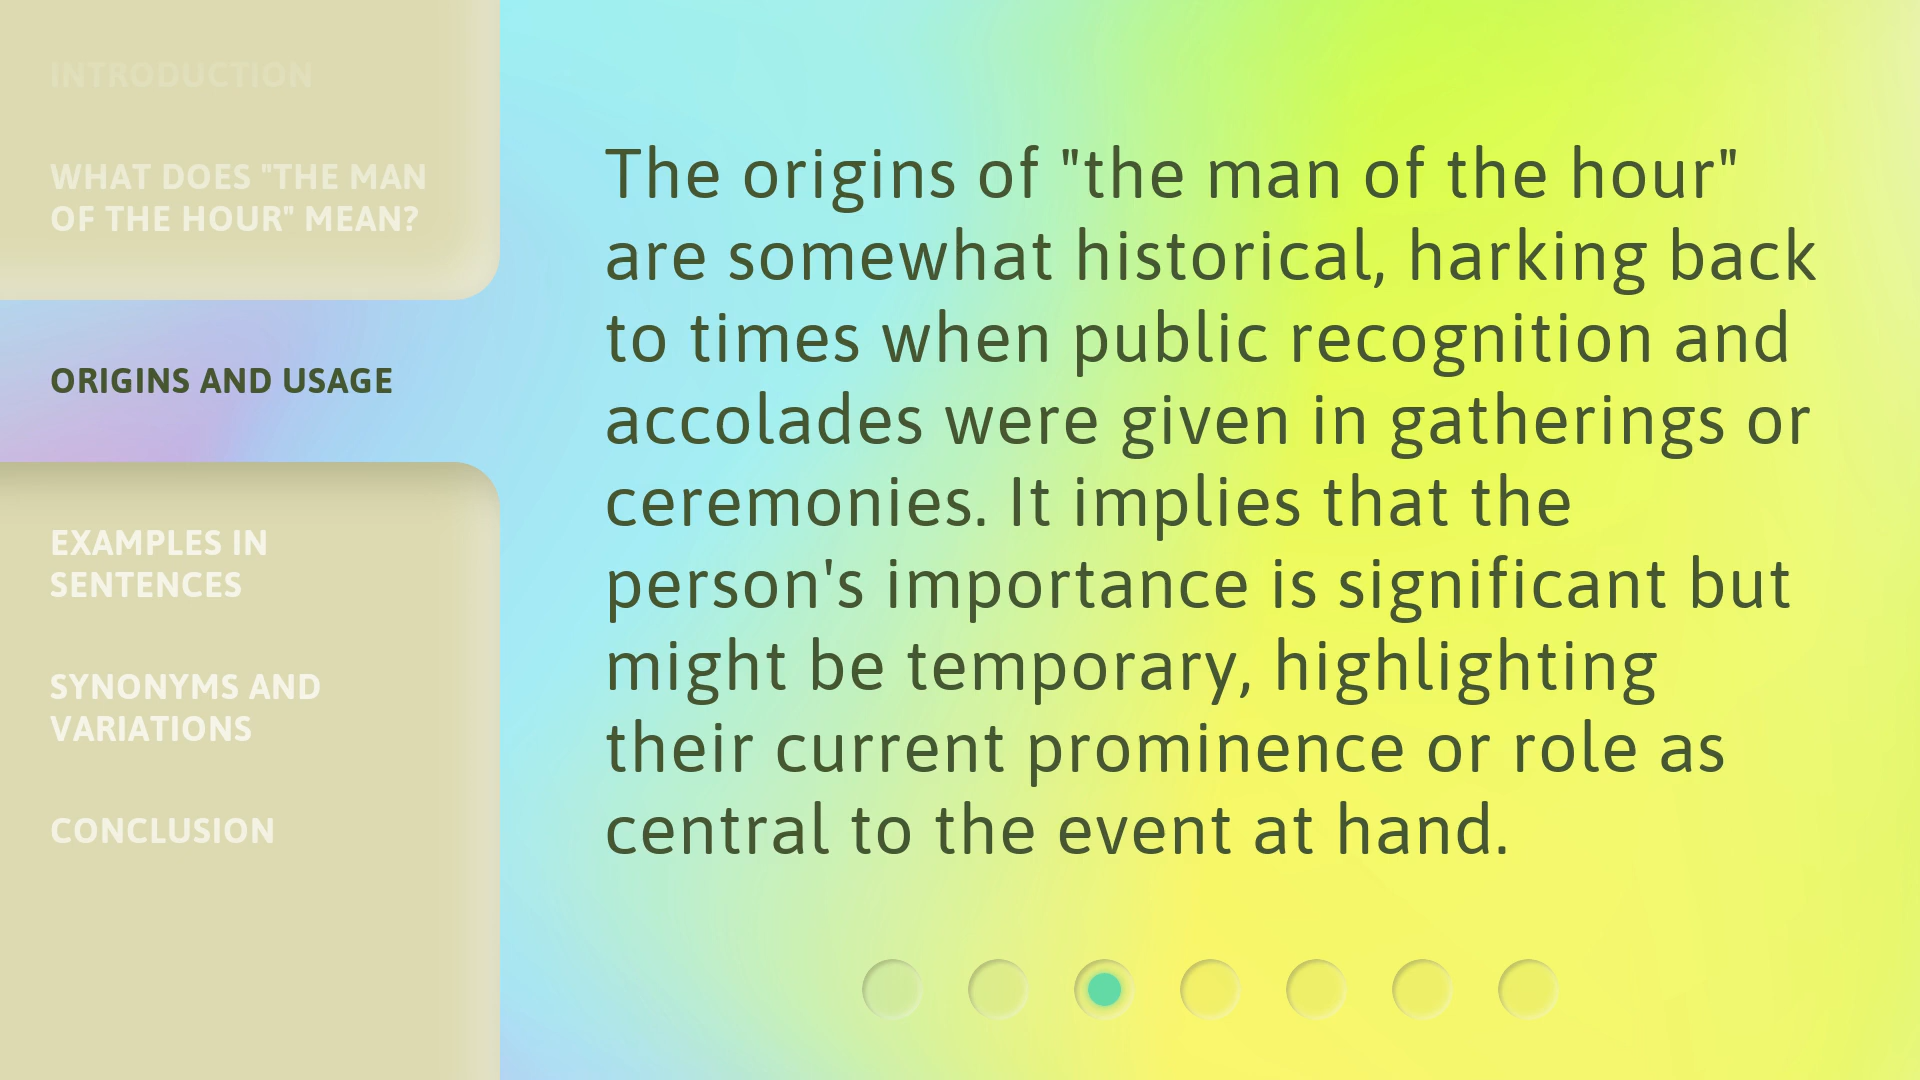 INTRODUCTION
WHAT DOES "THE MAN
OF THE HOUR" MEAN?
ORIGINS AND USAGE
EXAMPLES IN
SENTENCES
SYNONYMS AND
VARIATIONS
CONCLUSION
The origins of "the man of the hour"
are somewhat historical, harking back
to times when public recognition and
accolades were given in gatherings or
ceremonies. It implies that the
person's importance is significant but
might be temporary, highlighting
their current prominence or role as
central to the event at hand.